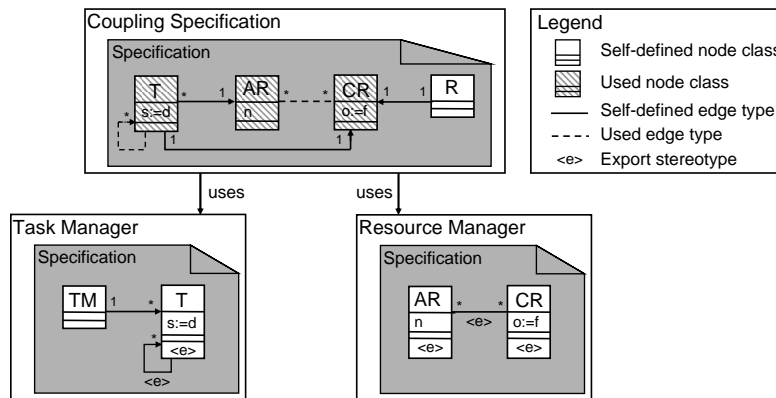 Coupling Specification
Specification
T
s:=d
*
*
1
AR
n
*
*
CR
o:=f
1
1
R
1
1
uses
uses
Legend
Self-defined node class
Used node class
Self-defined edge type
Used edge type
<e> Export stereotype
Task Manager
Specification
TM
1
*
T
s:=d
*
<e>
<e>
Resource Manager
Specification
AR
n
<e>
*
*
<e>
CR
o:=f
<e>